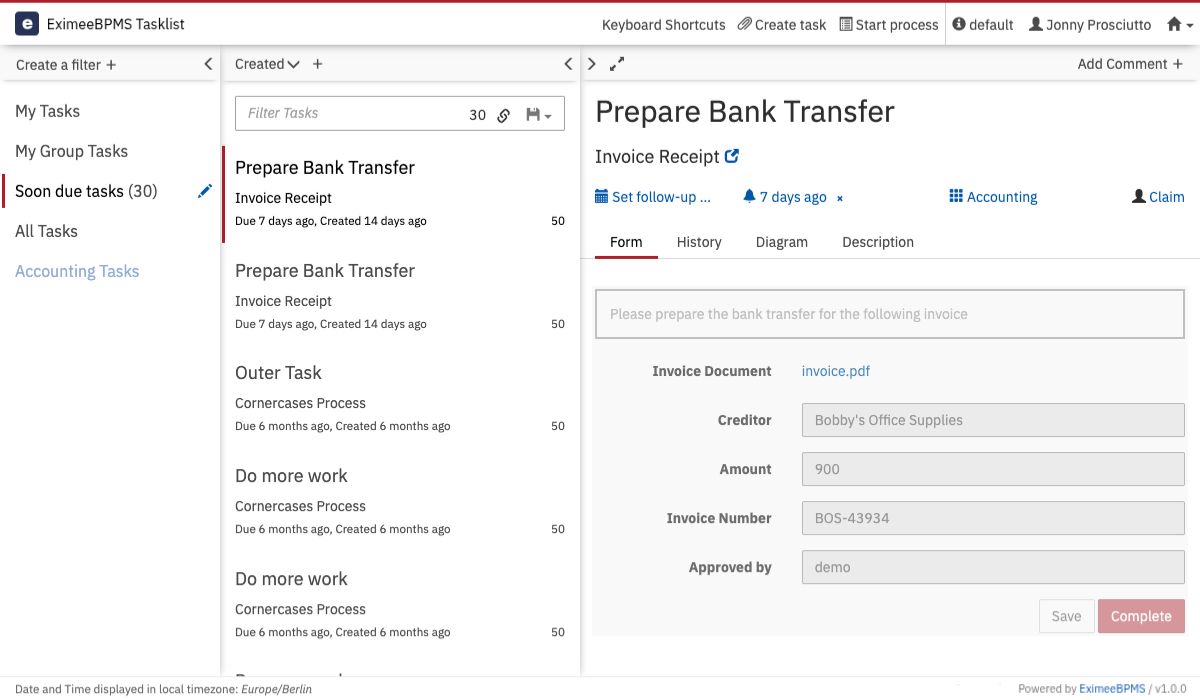 e EximeeBPMS Tasklist
Keyboard Shortcuts Create task Start process default Jonny Prosciutto
Create a filter +
My Tasks
My Group Tasks
Soon due tasks (30)
All Tasks
Accounting Tasks
Created +
Filter Tasks 30
Prepare Bank Transfer
Invoice Receipt
Due 7 days ago, Created 14 days ago 50
Prepare Bank Transfer
Invoice Receipt
Due 7 days ago, Created 14 days ago 50
Outer Task
Cornercases Process
Due 6 months ago, Created 6 months ago 50
Do more work
Cornercases Process
Due 6 months ago, Created 6 months ago 50
Do more work
Cornercases Process
Due 6 months ago, Created 6 months ago 50
Add Comment +
Prepare Bank Transfer
Invoice Receipt
Set follow-up ... 7 days ago × Accounting Claim
Form History Diagram Description
Please prepare the bank transfer for the following invoice
Invoice Document invoice.pdf
Creditor Bobby's Office Supplies
Amount 900
Invoice Number BOS-43934
Approved by demo
Save Complete
Date and Time displayed in local timezone: Europe/Berlin
Powered by EximeeBPMS / v1.0.0